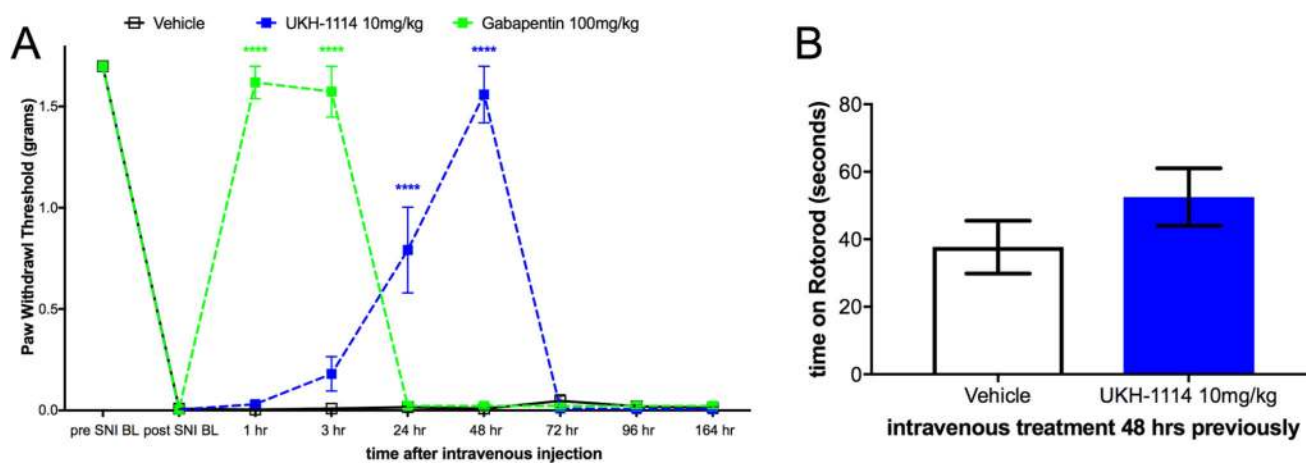 A
Vehicle UKH-1114 10mg/kg Gabapentin 100mg/kg
**** **** ****
****
Paw Withdrawl Threshold (grams)
1.5
1.0
0.5
0.0
pre SNI BL post SNI BL 1 hr 3 hr 24 hr 48 hr 72 hr 96 hr 164 hr
time after intravenous injection
B
time on Rotorod (seconds)
80
60
40
20
0
Vehicle UKH-1114 10mg/kg
intravenous treatment 48 hrs previously